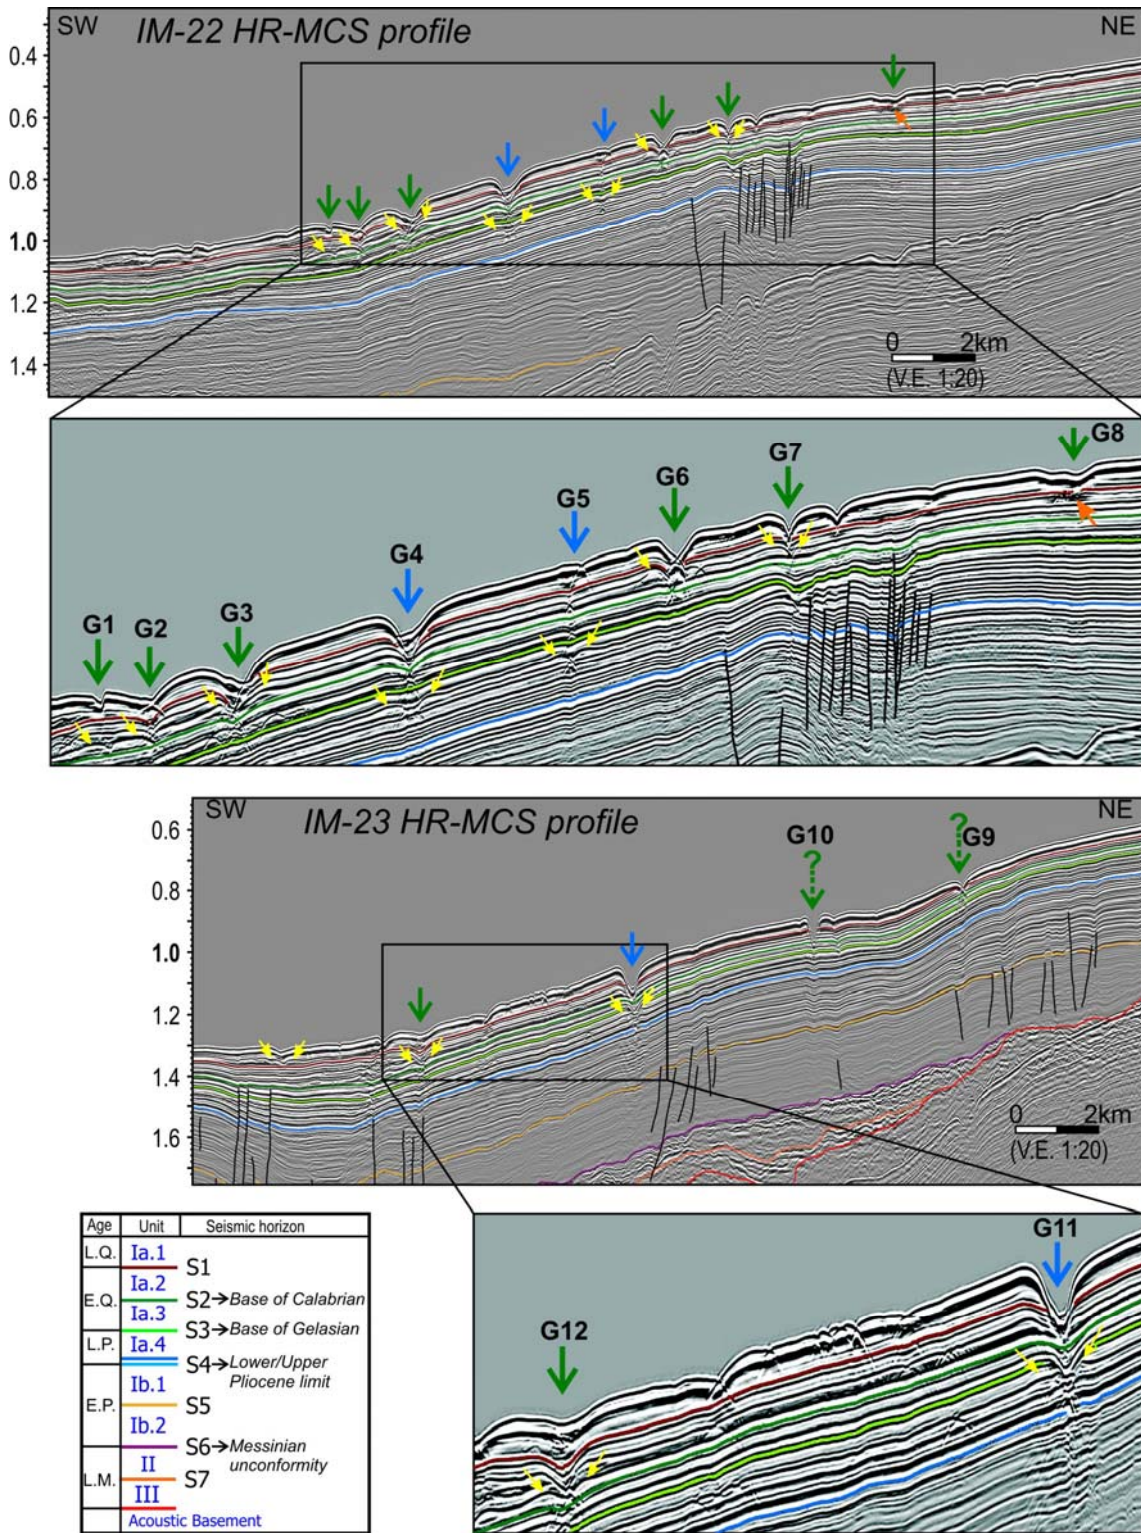 SW IM-22 HR-MCS profile NE
0.4
0.6
0.8
1.0
1.2
1.4
0 2km
(V.E. 1:20)
G8
G7
G6
G5
G4
G3
G2
G1
SW IM-23 HR-MCS profile NE
0.6
0.8
1.0
1.2
1.4
1.6
G10 ? ? G9
0 2km
(V.E. 1:20)
G11
G12
Age Unit Seismic horizon
L.Q. Ia.1
S1
E.Q. Ia.2
S2→Base of Calabrian
Ia.3
S3→Base of Gelasian
L.P. Ia.4
S4→Lower/Upper
Pliocene limit
E.P. Ib.1
S5
Ib.2
S6→Messinian
unconformity
L.M. II
S7
III
Acoustic Basement